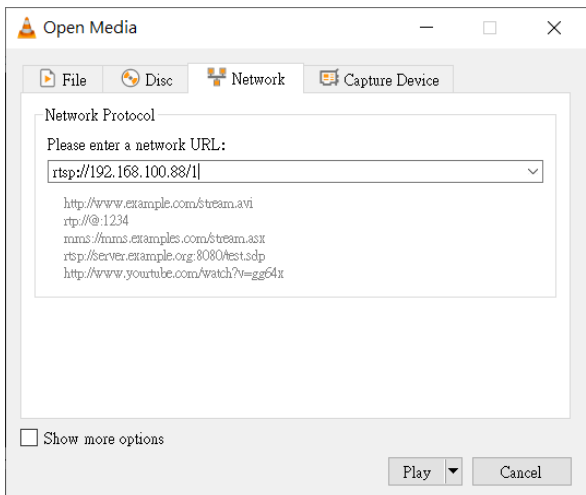 Open Media
File Disc Network Capture Device
Network Protocol
Please enter a network URL:
rtsp://192.168.100.88/1
http://www.example.com/stream.avi
rtp://@:1234
mms://mms.examples.com/stream.asx
rtsp://server.example.org:8080/test.sdp
http://www.yourtube.com/watch?v=gg64x
Show more options
Play Cancel